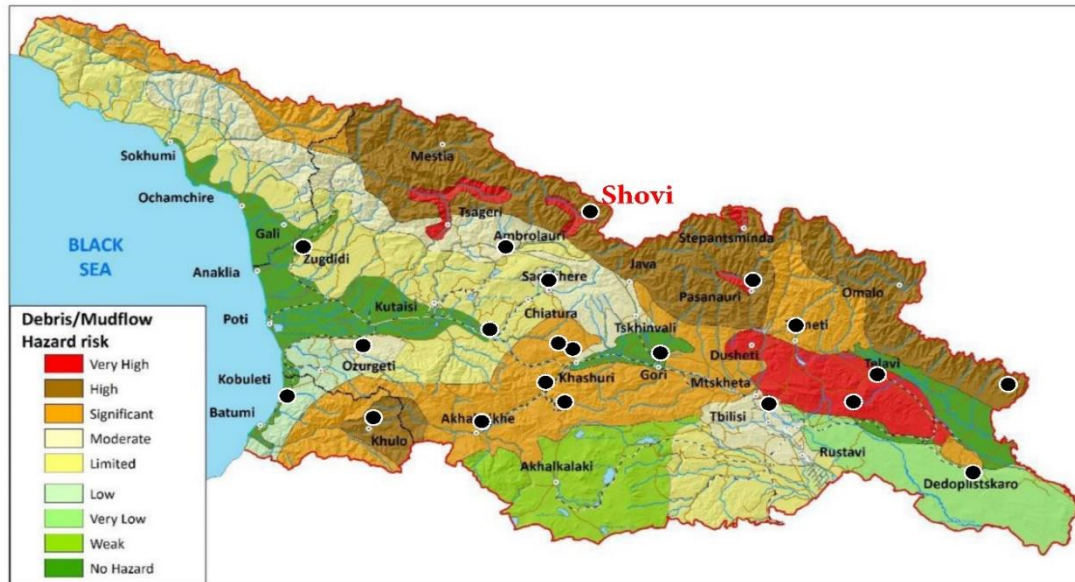 Mestia
Sokhumi
Shovi
Ochamchire
Tsageri
Gali
Ambrolauri
Stepantsminda
BLACK
SEA
Zugdidi
Java
Anaklia
Omalo
Kutaisi
Pasanauri
Chiatura
Poti
Tskhinvali
Debris/Mudflow
Hazard risk
Very High
High
Significant
Moderate
Limited
Low
Very Low
Weak
No Hazard
Ozurgeti
Dusheti
Telavi
Kobuleti
Khashuri
Gori
Mtskheta
Batumi
Tbilisi
Khulo
Rustavi
Akhalkalaki
Dedoplistskaro